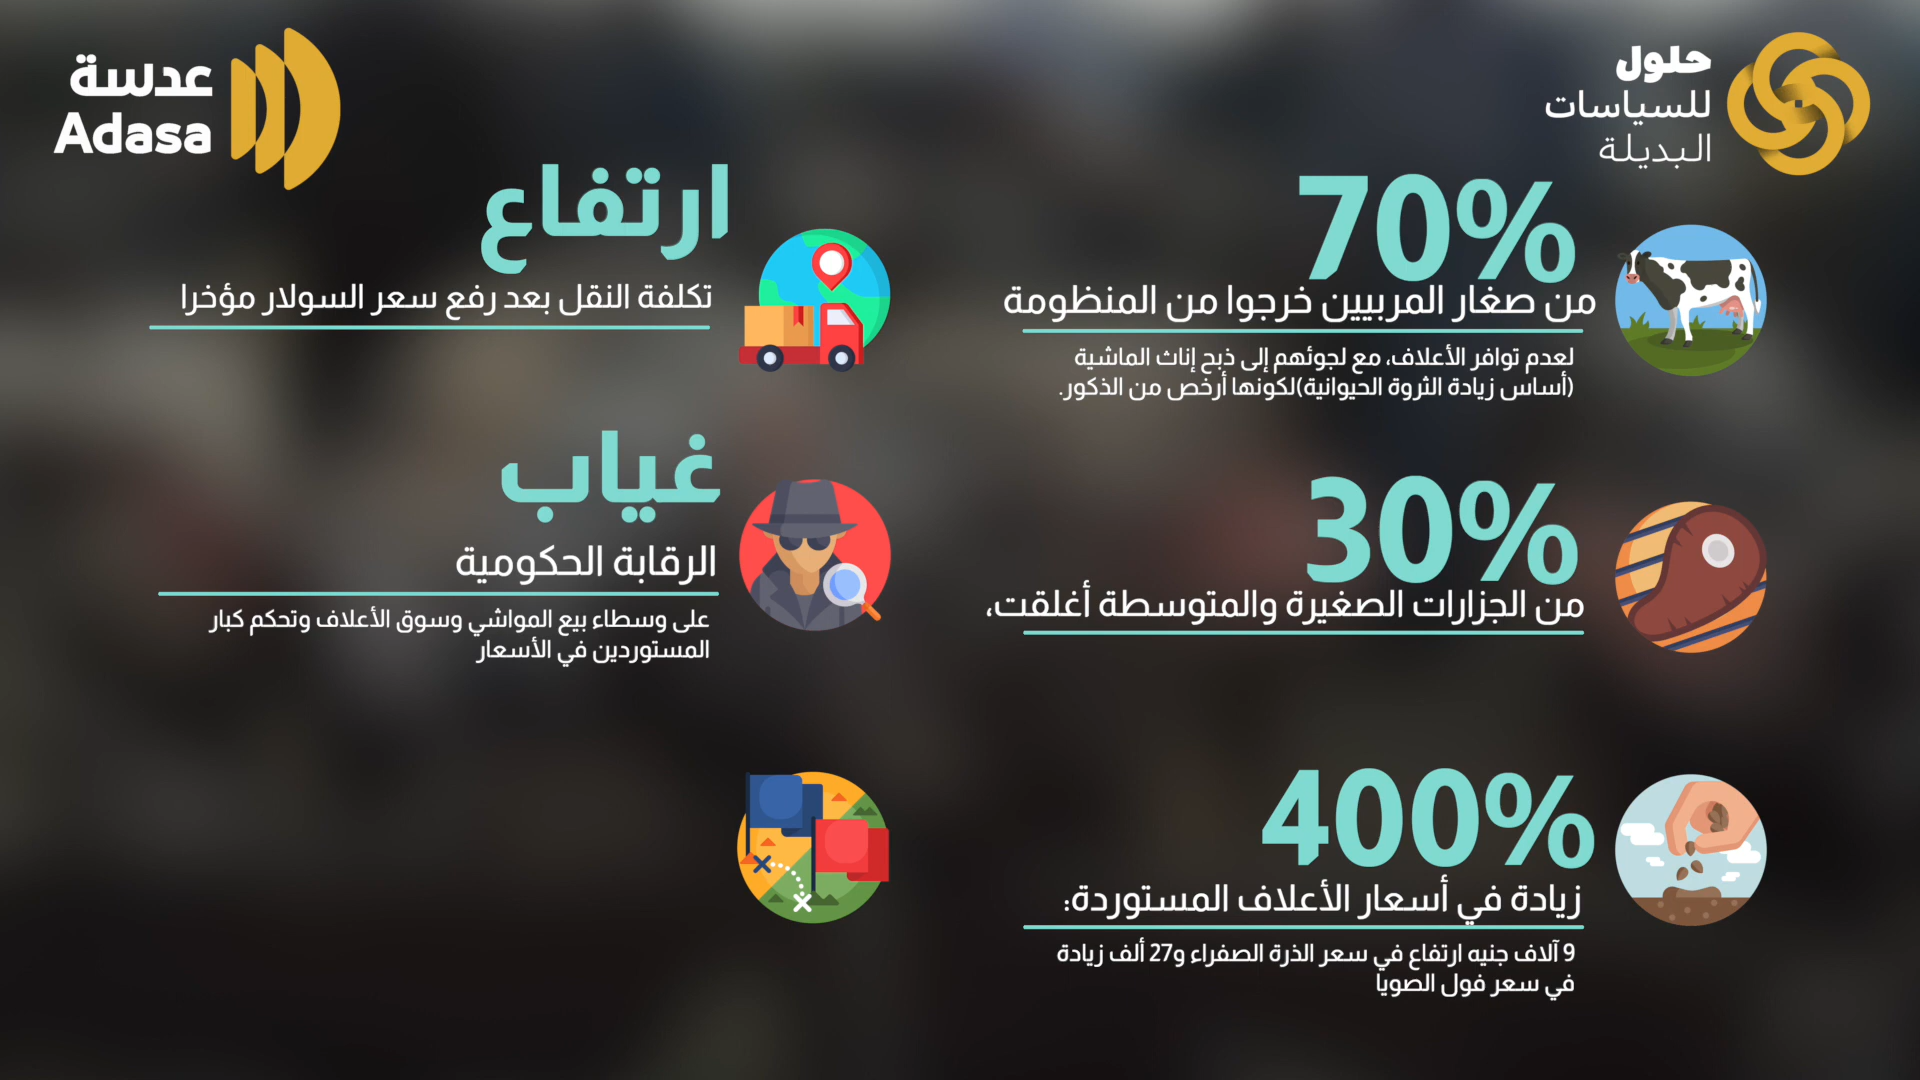 حلول
للسياسات
البديلة
عدسة
Adasa
70%
من صغار المربيين خرجوا من المنظومة
لعدم توافر الأعلاف، مع لجوئهم إلى ذبح إناث الماشية
(أساس زيادة الثروة الحيوانية)لكونها أرخص من الذكور.
30%
من الجزارات الصغيرة والمتوسطة أغلقت،
400%
زيادة في أسعار الأعلاف المستوردة:
9 آلاف جنيه ارتفاع في سعر الذرة الصفراء و27 ألف زيادة
في سعر فول الصويا
ارتفاع
تكلفة النقل بعد رفع سعر السولار مؤخرا
غياب
الرقابة الحكومية
على وسطاء بيع المواشي وسوق الأعلاف وتحكم كبار
المستوردين في الأسعار